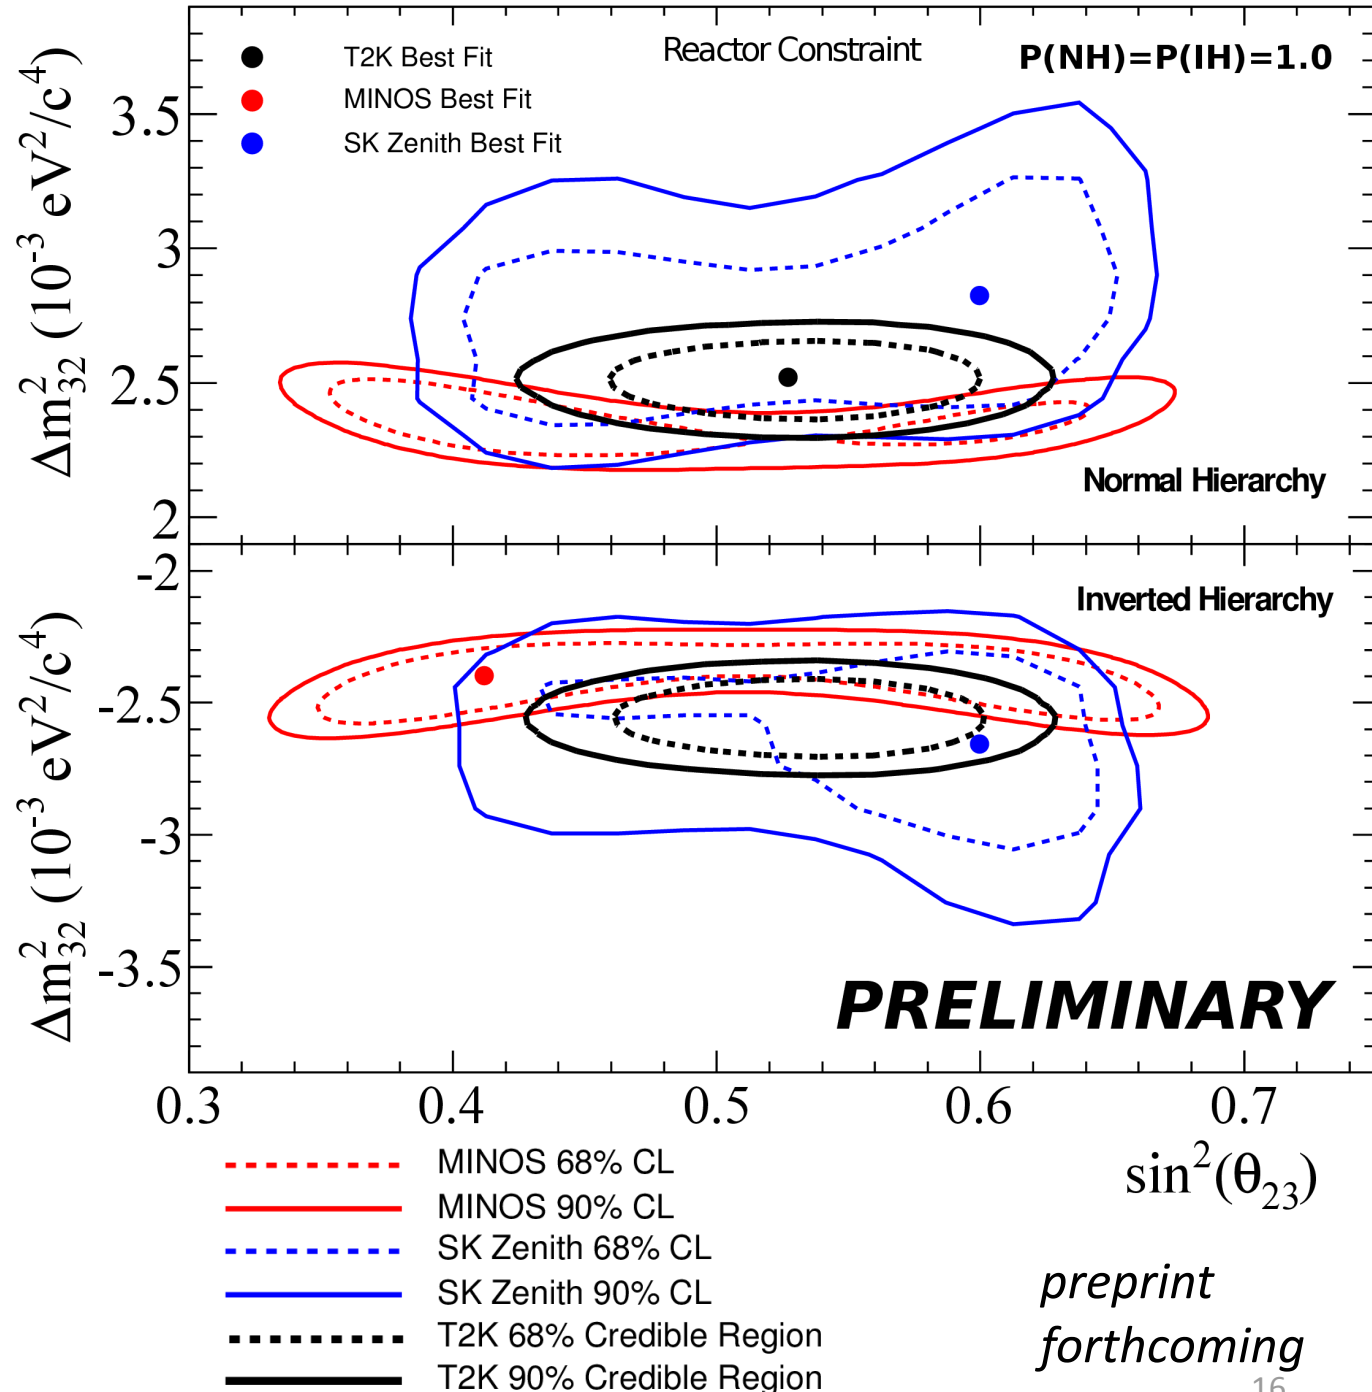 Reactor Constraint
P(NH)=P(IH)=1.0
T2K Best Fit
MINOS Best Fit
SK Zenith Best Fit
Δm²₃₂ (10⁻³ eV²/c⁴)
3.5
3
2.5
2
Normal Hierarchy
Δm²₃₂ (10⁻³ eV²/c⁴)
-2
-2.5
-3
-3.5
Inverted Hierarchy
PRELIMINARY
0.3 0.4 0.5 0.6 0.7
sin²(θ₂₃)
MINOS 68% CL
MINOS 90% CL
SK Zenith 68% CL
SK Zenith 90% CL
T2K 68% Credible Region
T2K 90% Credible Region
preprint
forthcoming
16